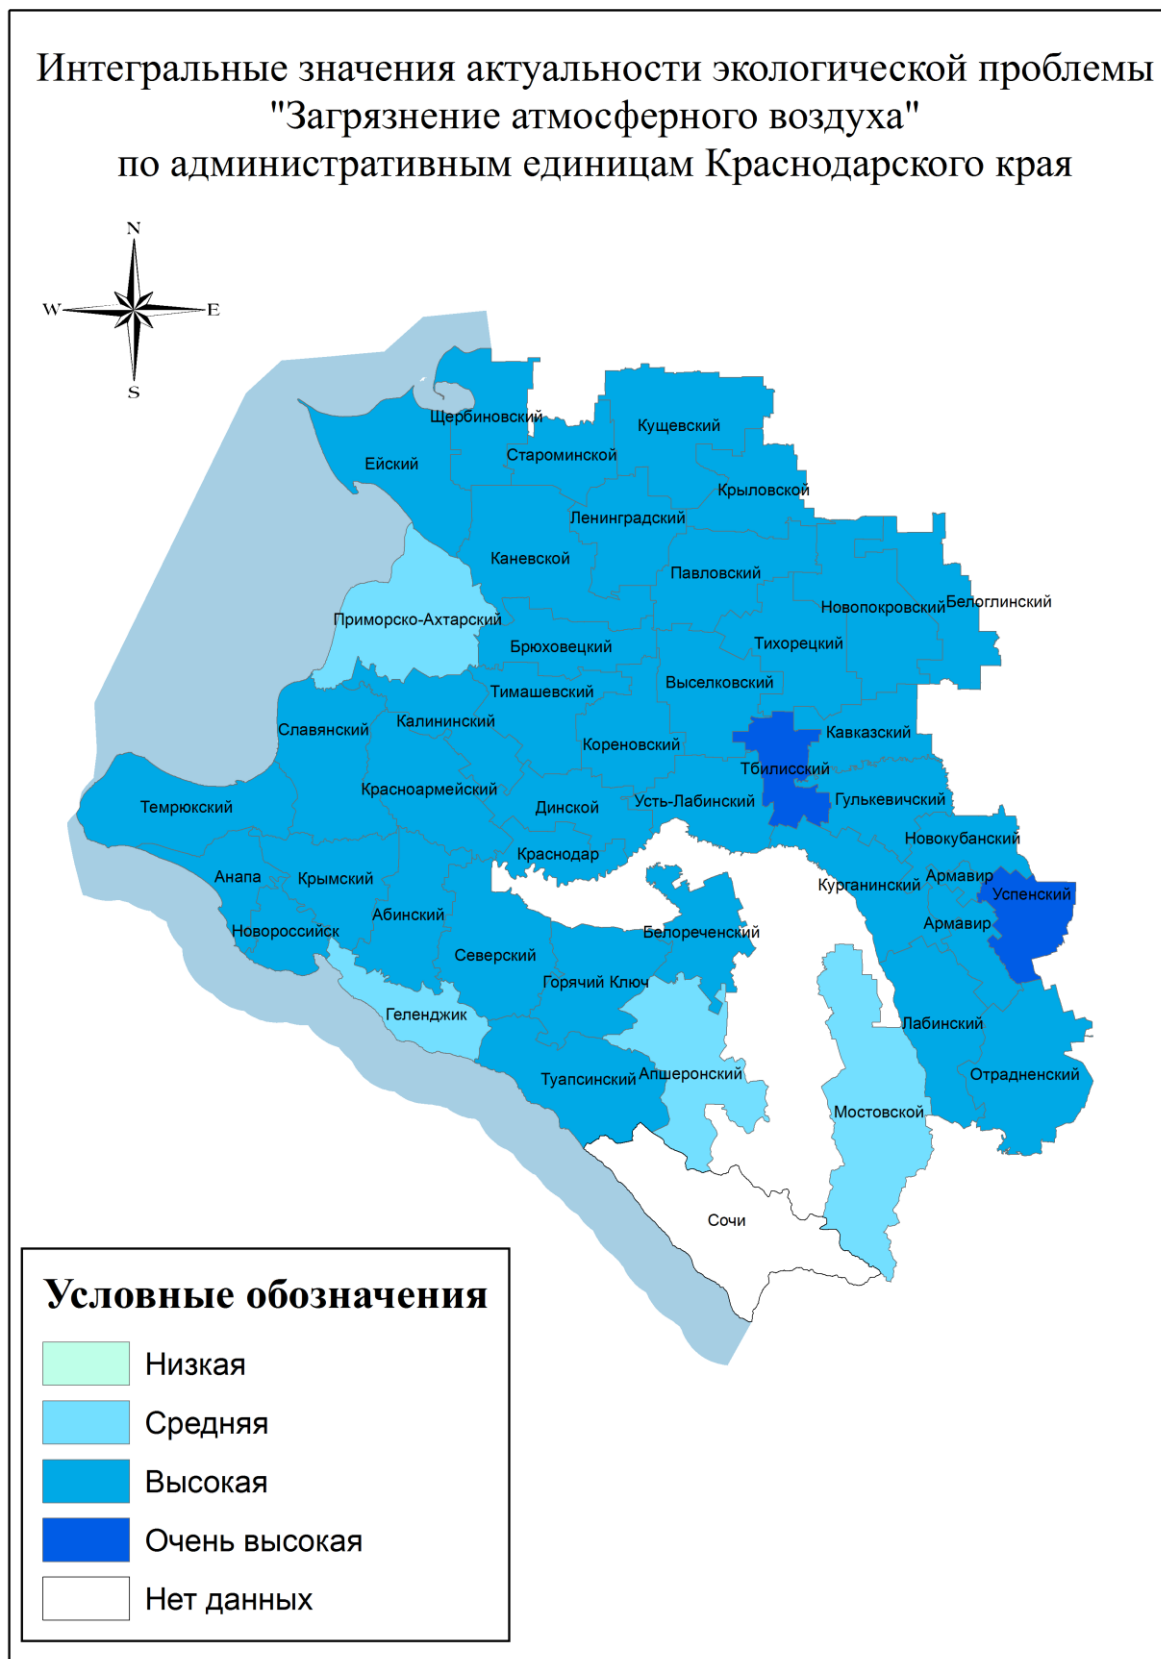 Интегральные значения актуальности экологической проблемы
"Загрязнение атмосферного воздуха"
по административным единицам Краснодарского края
N
W
E
S
Щербиновский
Кущевский
Староминской
Ейский
Крыловской
Ленинградский
Каневской
Павловский
Белоглинский
Новопокровский
Приморско-Ахтарский
Тихорецкий
Брюховецкий
Выселковский
Тимашевский
Калининский
Славянский
Кавказский
Кореновский
Тбилисский
Красноармейский
Гулькевичский
Усть-Лабинский
Темрюкский
Динской
Новокубанский
Краснодар
Армавир
Анапа
Крымский
Курганинский
Успенский
Абинский
Армавир
Новороссийск
Белореченский
Северский
Горячий Ключ
Геленджик
Лабинский
Апшеронский
Отрадненский
Туапсинский
Мостовской
Сочи
Условные обозначения
Низкая
Средняя
Высокая
Очень высокая
Нет данных